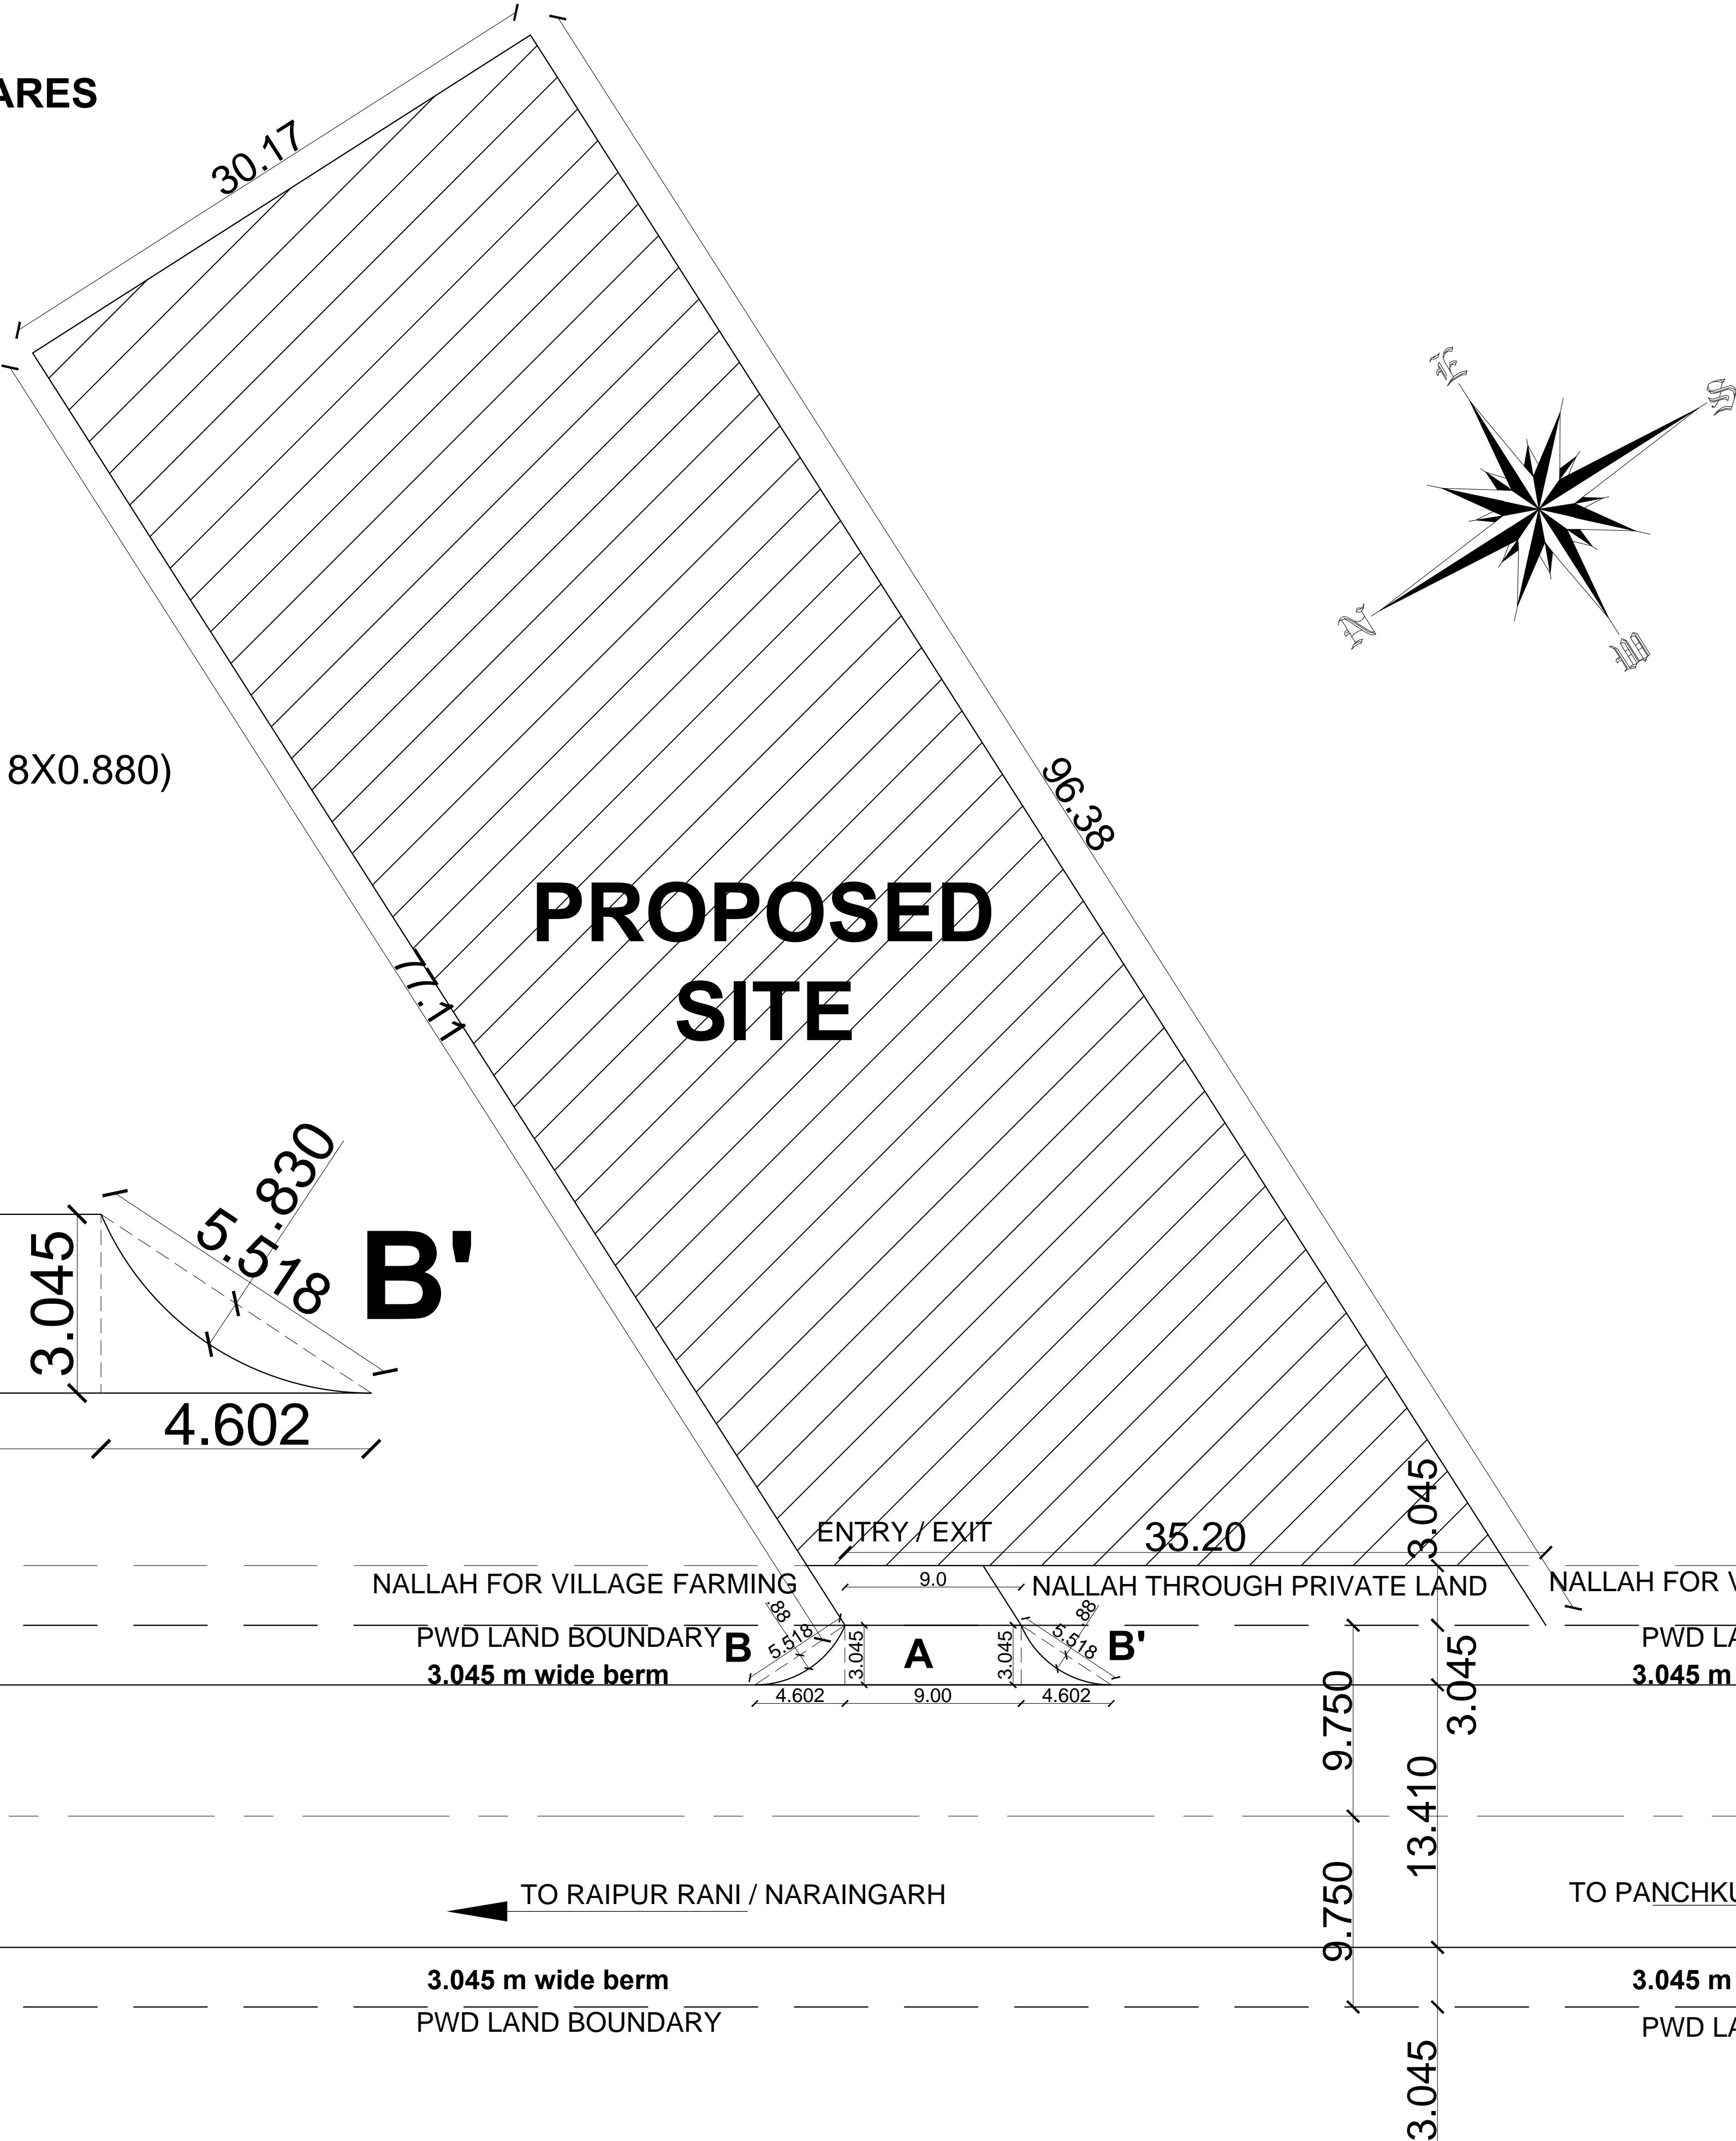 ARES
30.17
E
S
N
W
8X0.880)
96.38
PROPOSED
SITE
77.11
5.518
.830
B'
3.045
4.602
3.045
ENTRY / EXIT
35.20
NALLAH FOR VILLAGE FARMING
9.0
NALLAH THROUGH PRIVATE LAND
NALLAH FOR V
PWD LAND BOUNDARY
B
5.518
.88
3.045
A
3.045
5.518
.88
B'
PWD LA
3.045 m wide berm
4.602
9.00
4.602
3.045
3.045 m
9.750
13.410
TO RAIPUR RANI / NARAINGARH
9.750
TO PANCHKU
3.045 m wide berm
3.045 m
PWD LAND BOUNDARY
PWD LA
3.045